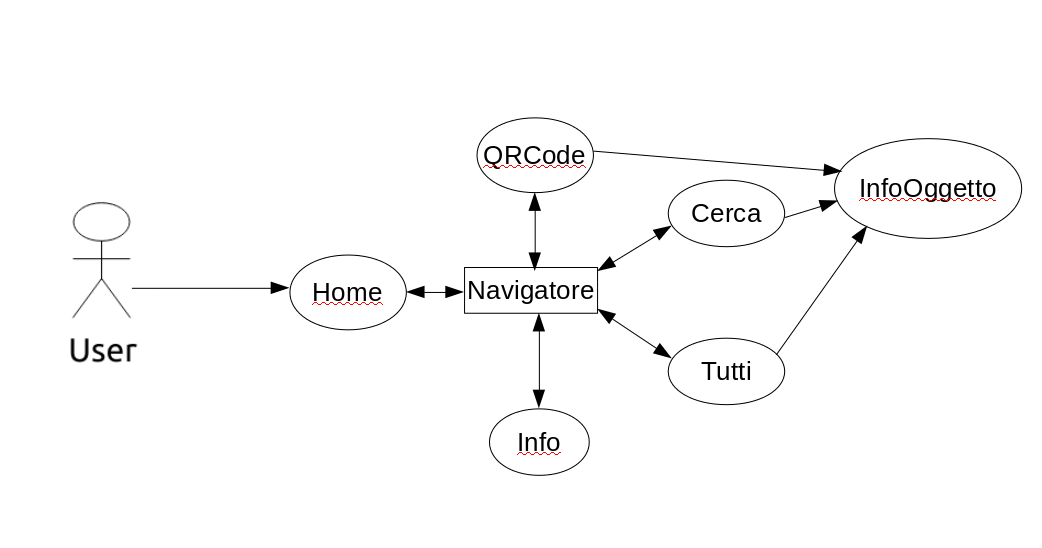 QRCode
InfoOggetto
Cerca
Home
Navigatore
User
Tutti
Info